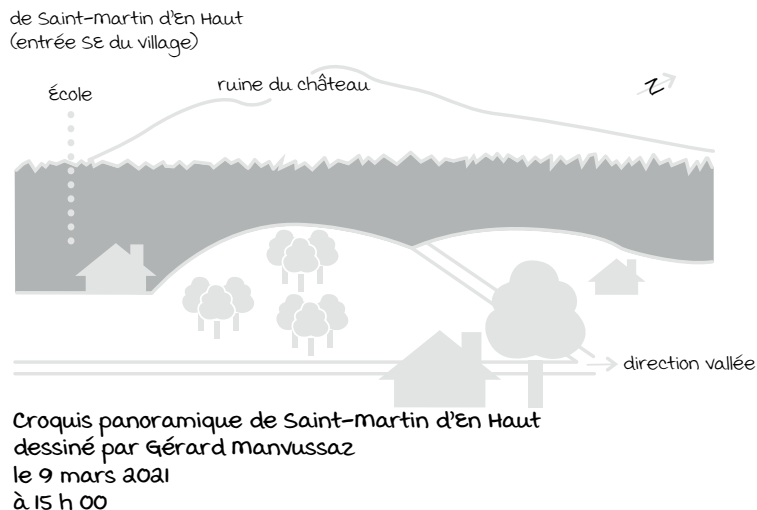 de Saint-Martin d'En Haut
(entrée SE du village)
École
ruine du château
N
direction vallée
Croquis panoramique de Saint-Martin d'En Haut
dessiné par Gérard Manvussaz
le 9 mars 2021
à 15 h 00